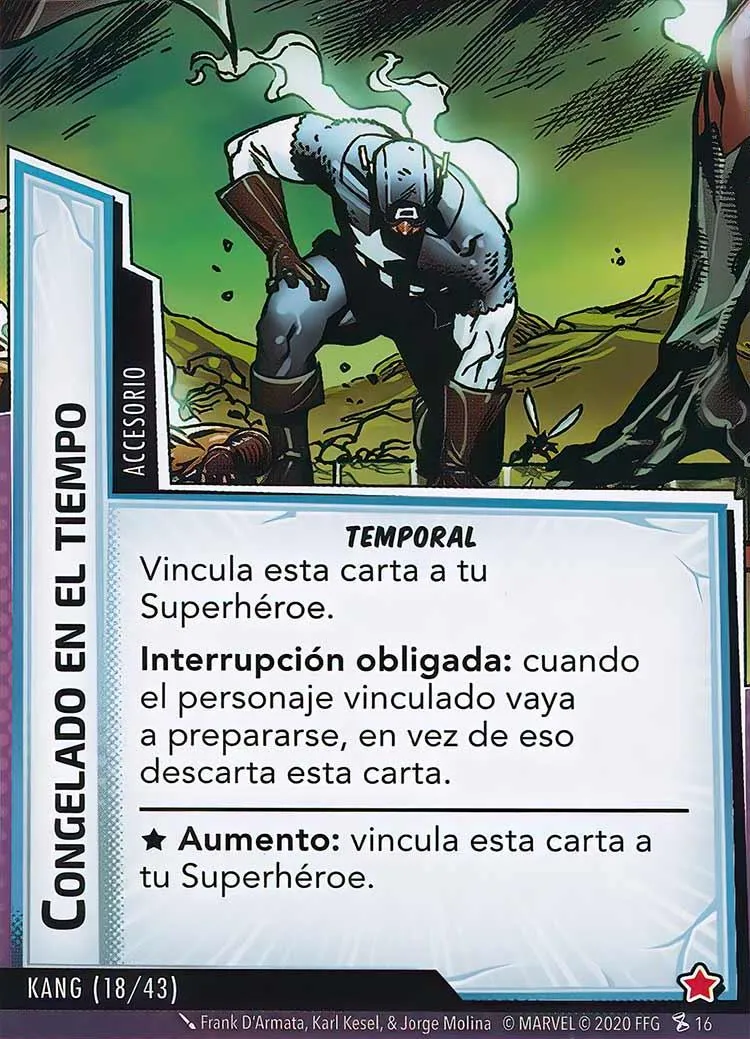 ACCESORIO
CONGELADO EN EL TIEMPO
TEMPORAL
Vincula esta carta a tu
Superhéroe.
Interrupción obligada: cuando
el personaje vinculado vaya
a prepararse, en vez de eso
descarta esta carta.
★ Aumento: vincula esta carta a
tu Superhéroe.
KANG (18/43)
Frank D'Armata, Karl Kesel, & Jorge Molina © MARVEL © 2020 FFG 16